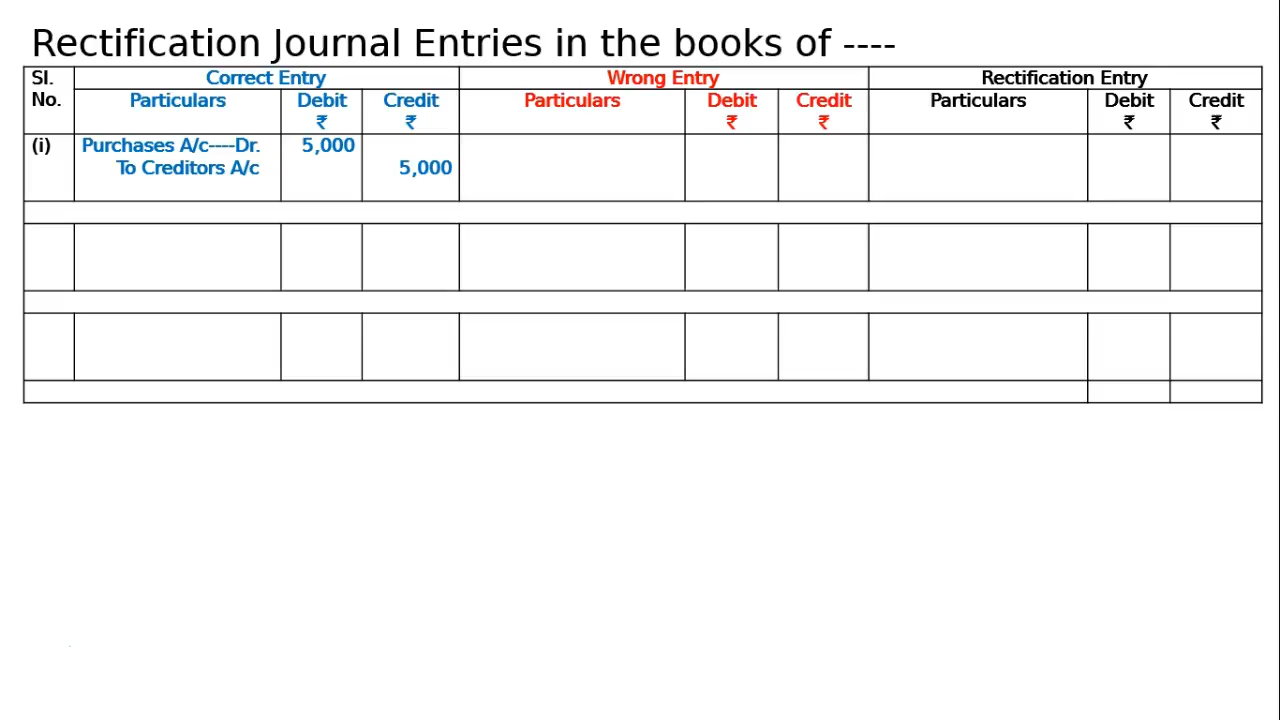 Rectification Journal Entries in the books of ----
Sl. No. Correct Entry Wrong Entry Rectification Entry
Particulars Debit ₹ Credit ₹ Particulars Debit ₹ Credit ₹ Particulars Debit ₹ Credit ₹
(i) Purchases A/c----Dr. 5,000
To Creditors A/c 5,000